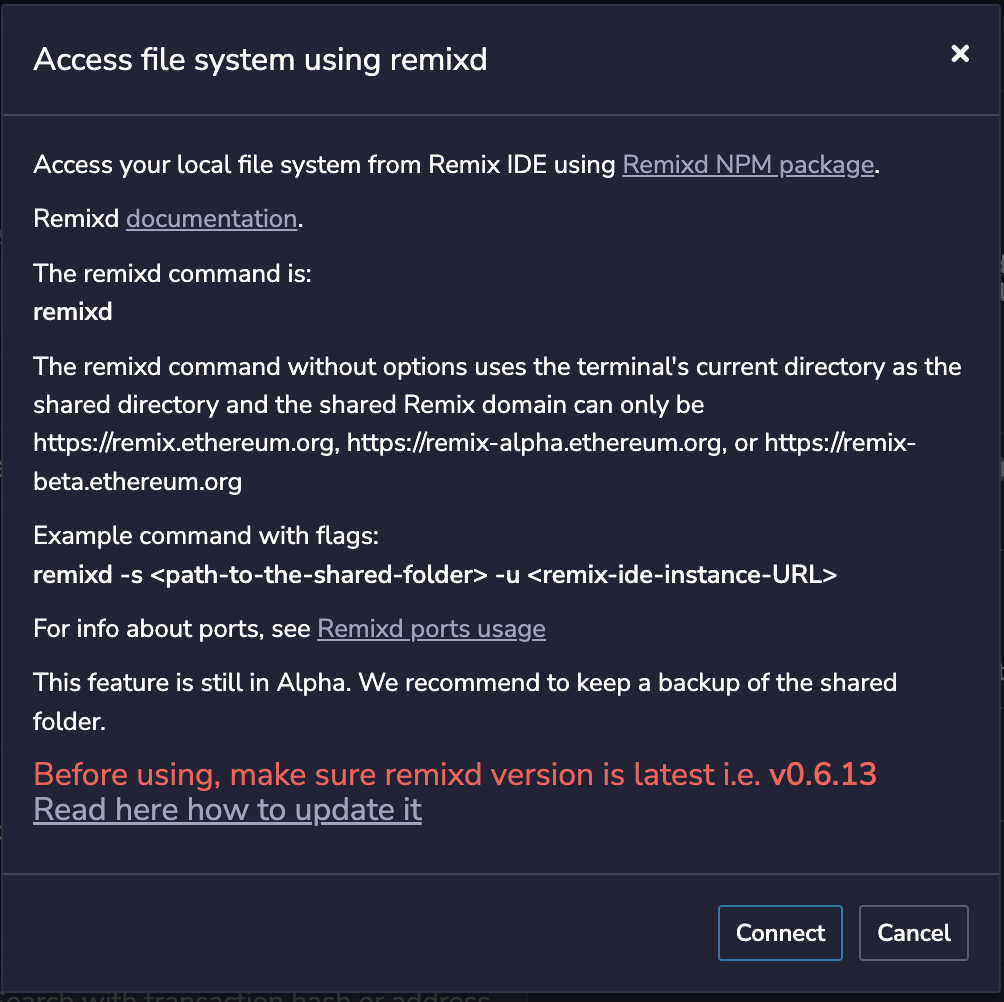 Access file system using remixd
Access your local file system from Remix IDE using Remixd NPM package.
Remixd documentation.
The remixd command is:
remixd
The remixd command without options uses the terminal's current directory as the
shared directory and the shared Remix domain can only be
https://remix.ethereum.org, https://remix-alpha.ethereum.org, or https://remix-
beta.ethereum.org
Example command with flags:
remixd -s <path-to-the-shared-folder> -u <remix-ide-instance-URL>
For info about ports, see Remixd ports usage
This feature is still in Alpha. We recommend to keep a backup of the shared
folder.
Before using, make sure remixd version is latest i.e. v0.6.13
Read here how to update it
Connect Cancel
with transaction hash or address